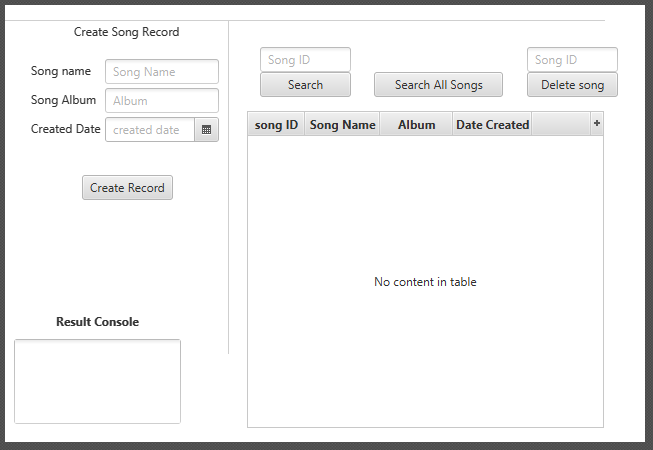 Create Song Record
Song name Song Name
Song Album Album
Created Date created date
Create Record
Result Console
Song ID Song ID
Search Search All Songs Delete song
song ID Song Name Album Date Created +
No content in table